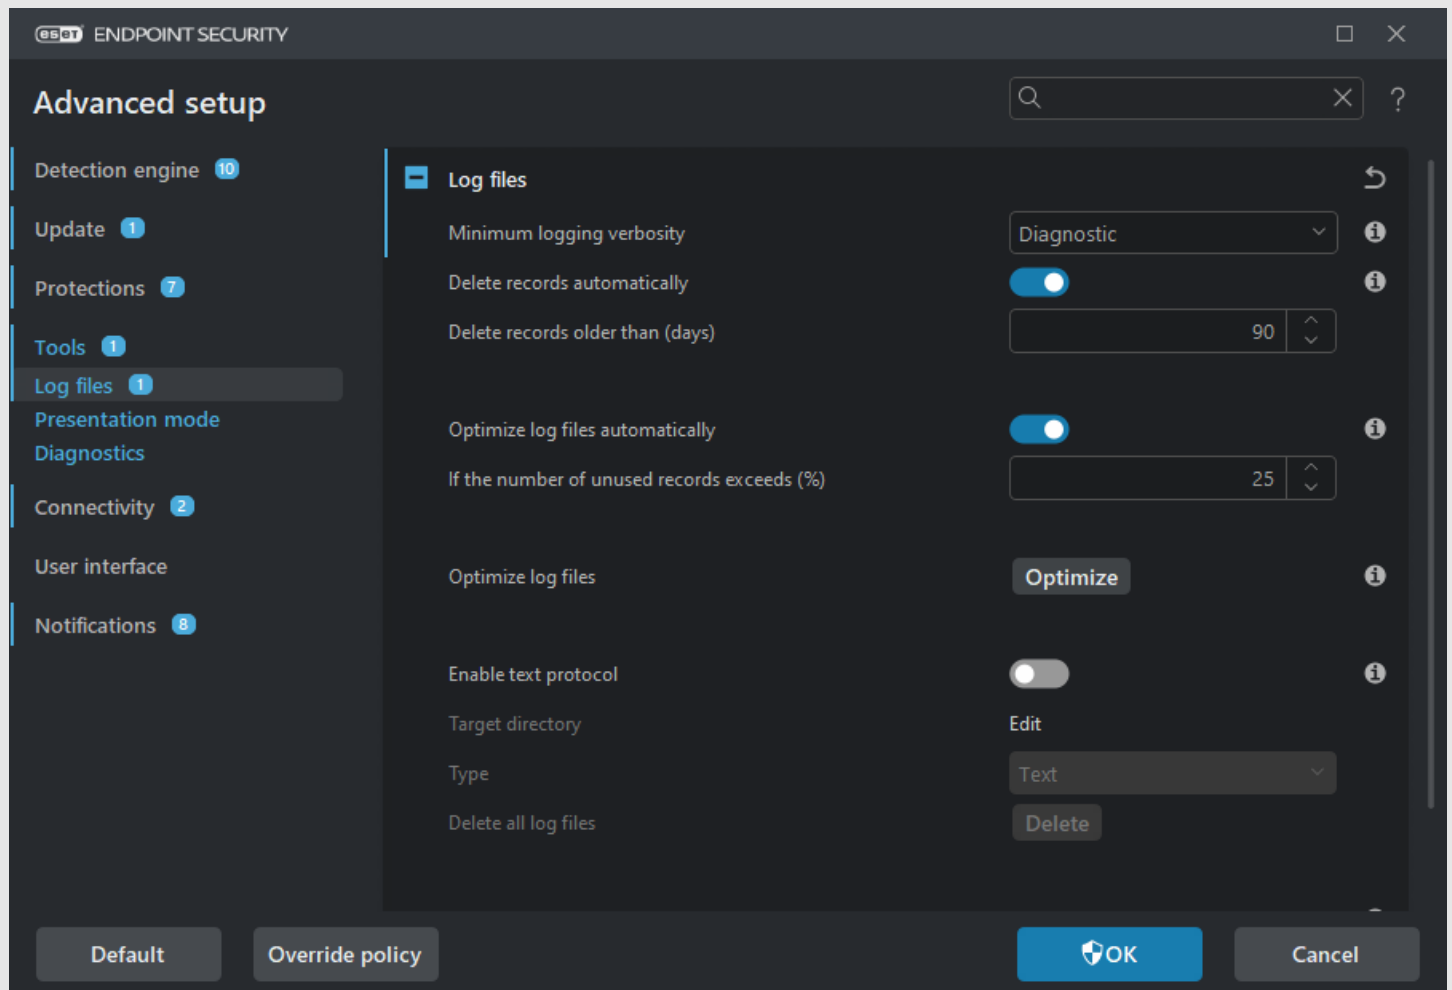 eset ENDPOINT SECURITY
Advanced setup
?
Detection engine 10
Update 1
Protections 7
Tools 1
Log files 1
Presentation mode
Diagnostics
Connectivity 2
User interface
Notifications 8
Log files
Minimum logging verbosity Diagnostic
Delete records automatically
Delete records older than (days) 90
Optimize log files automatically
If the number of unused records exceeds (%) 25
Optimize log files Optimize
Enable text protocol
Target directory Edit
Type Text
Delete all log files Delete
Default Override policy OK Cancel